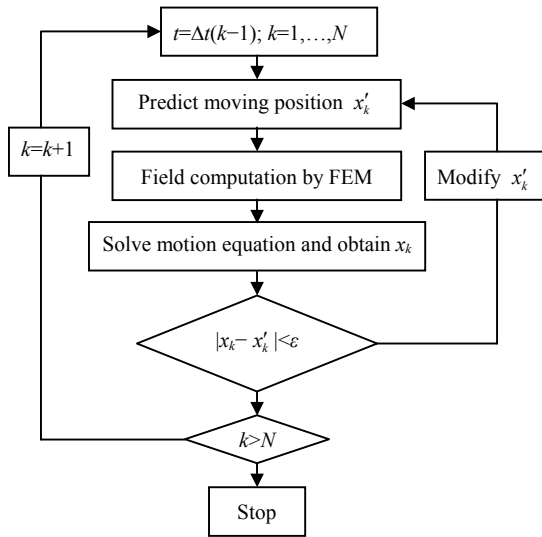 t=Δt(k−1); k=1,…,N
Predict moving position x′ₖ
k=k+1
Field computation by FEM
Modify x′ₖ
Solve motion equation and obtain xₖ
|xₖ− x′ₖ|<ε
k>N
Stop